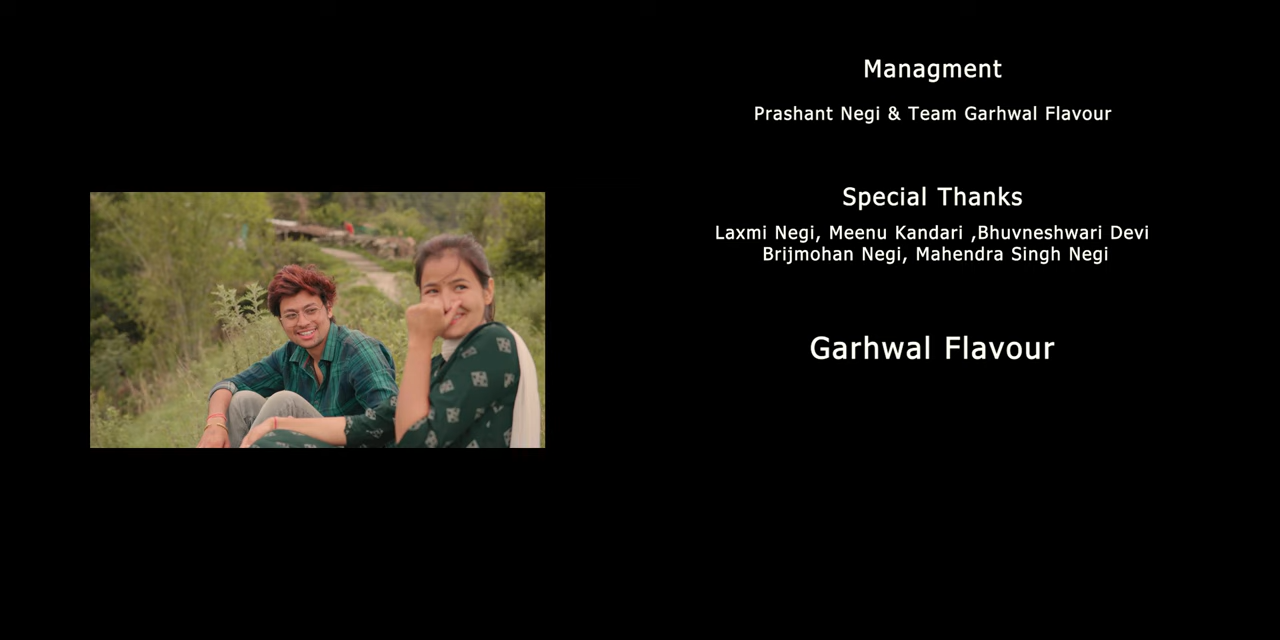 Managment
Prashant Negi & Team Garhwal Flavour
Special Thanks
Laxmi Negi, Meenu Kandari ,Bhuvneshwari Devi
Brijmohan Negi, Mahendra Singh Negi
Garhwal Flavour